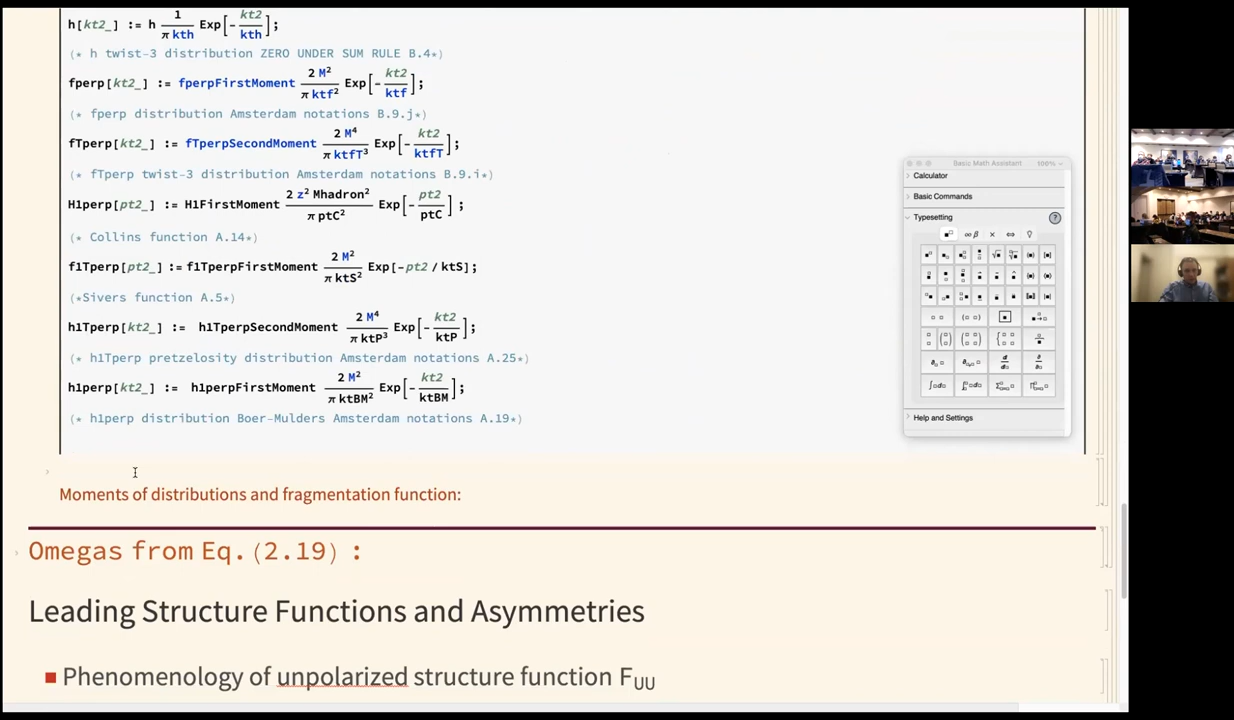 h[kt2_] := h 1/(π kth) Exp[-kt2/kth];
(* h twist-3 distribution ZERO UNDER SUM RULE B.4*)
fperp[kt2_] := fperpFirstMoment 2 M²/(π ktf²) Exp[-kt2/ktf];
(* fperp distribution Amsterdam notations B.9.j*)
fTperp[kt2_] := fTperpSecondMoment 2 M⁴/(π ktfT³) Exp[-kt2/ktfT];
(* fTperp twist-3 distribution Amsterdam notations B.9.i*)
H1perp[pt2_] := H1FirstMoment 2 z² Mhadron²/(π ptC²) Exp[-pt2/ptC] ;
(* Collins function A.14*)
f1Tperp[pt2_] := f1TperpFirstMoment 2 M²/(π ktS²) Exp[-pt2 / ktS];
(*Sivers function A.5*)
h1Tperp[kt2_] := h1TperpSecondMoment 2 M⁴/(π ktP³) Exp[-kt2/ktP];
(* h1Tperp pretzelosity distribution Amsterdam notations A.25*)
h1perp[kt2_] := h1perpFirstMoment 2 M²/(π ktBM²) Exp[-kt2/ktBM];
(* h1perp distribution Boer-Mulders Amsterdam notations A.19*)
Moments of distributions and fragmentation function:
Omegas from Eq.(2.19) :
Leading Structure Functions and Asymmetries
Phenomenology of unpolarized structure function F_UU
Basic Math Assistant 100%
Calculator
Basic Commands
Typesetting
?
Help and Settings